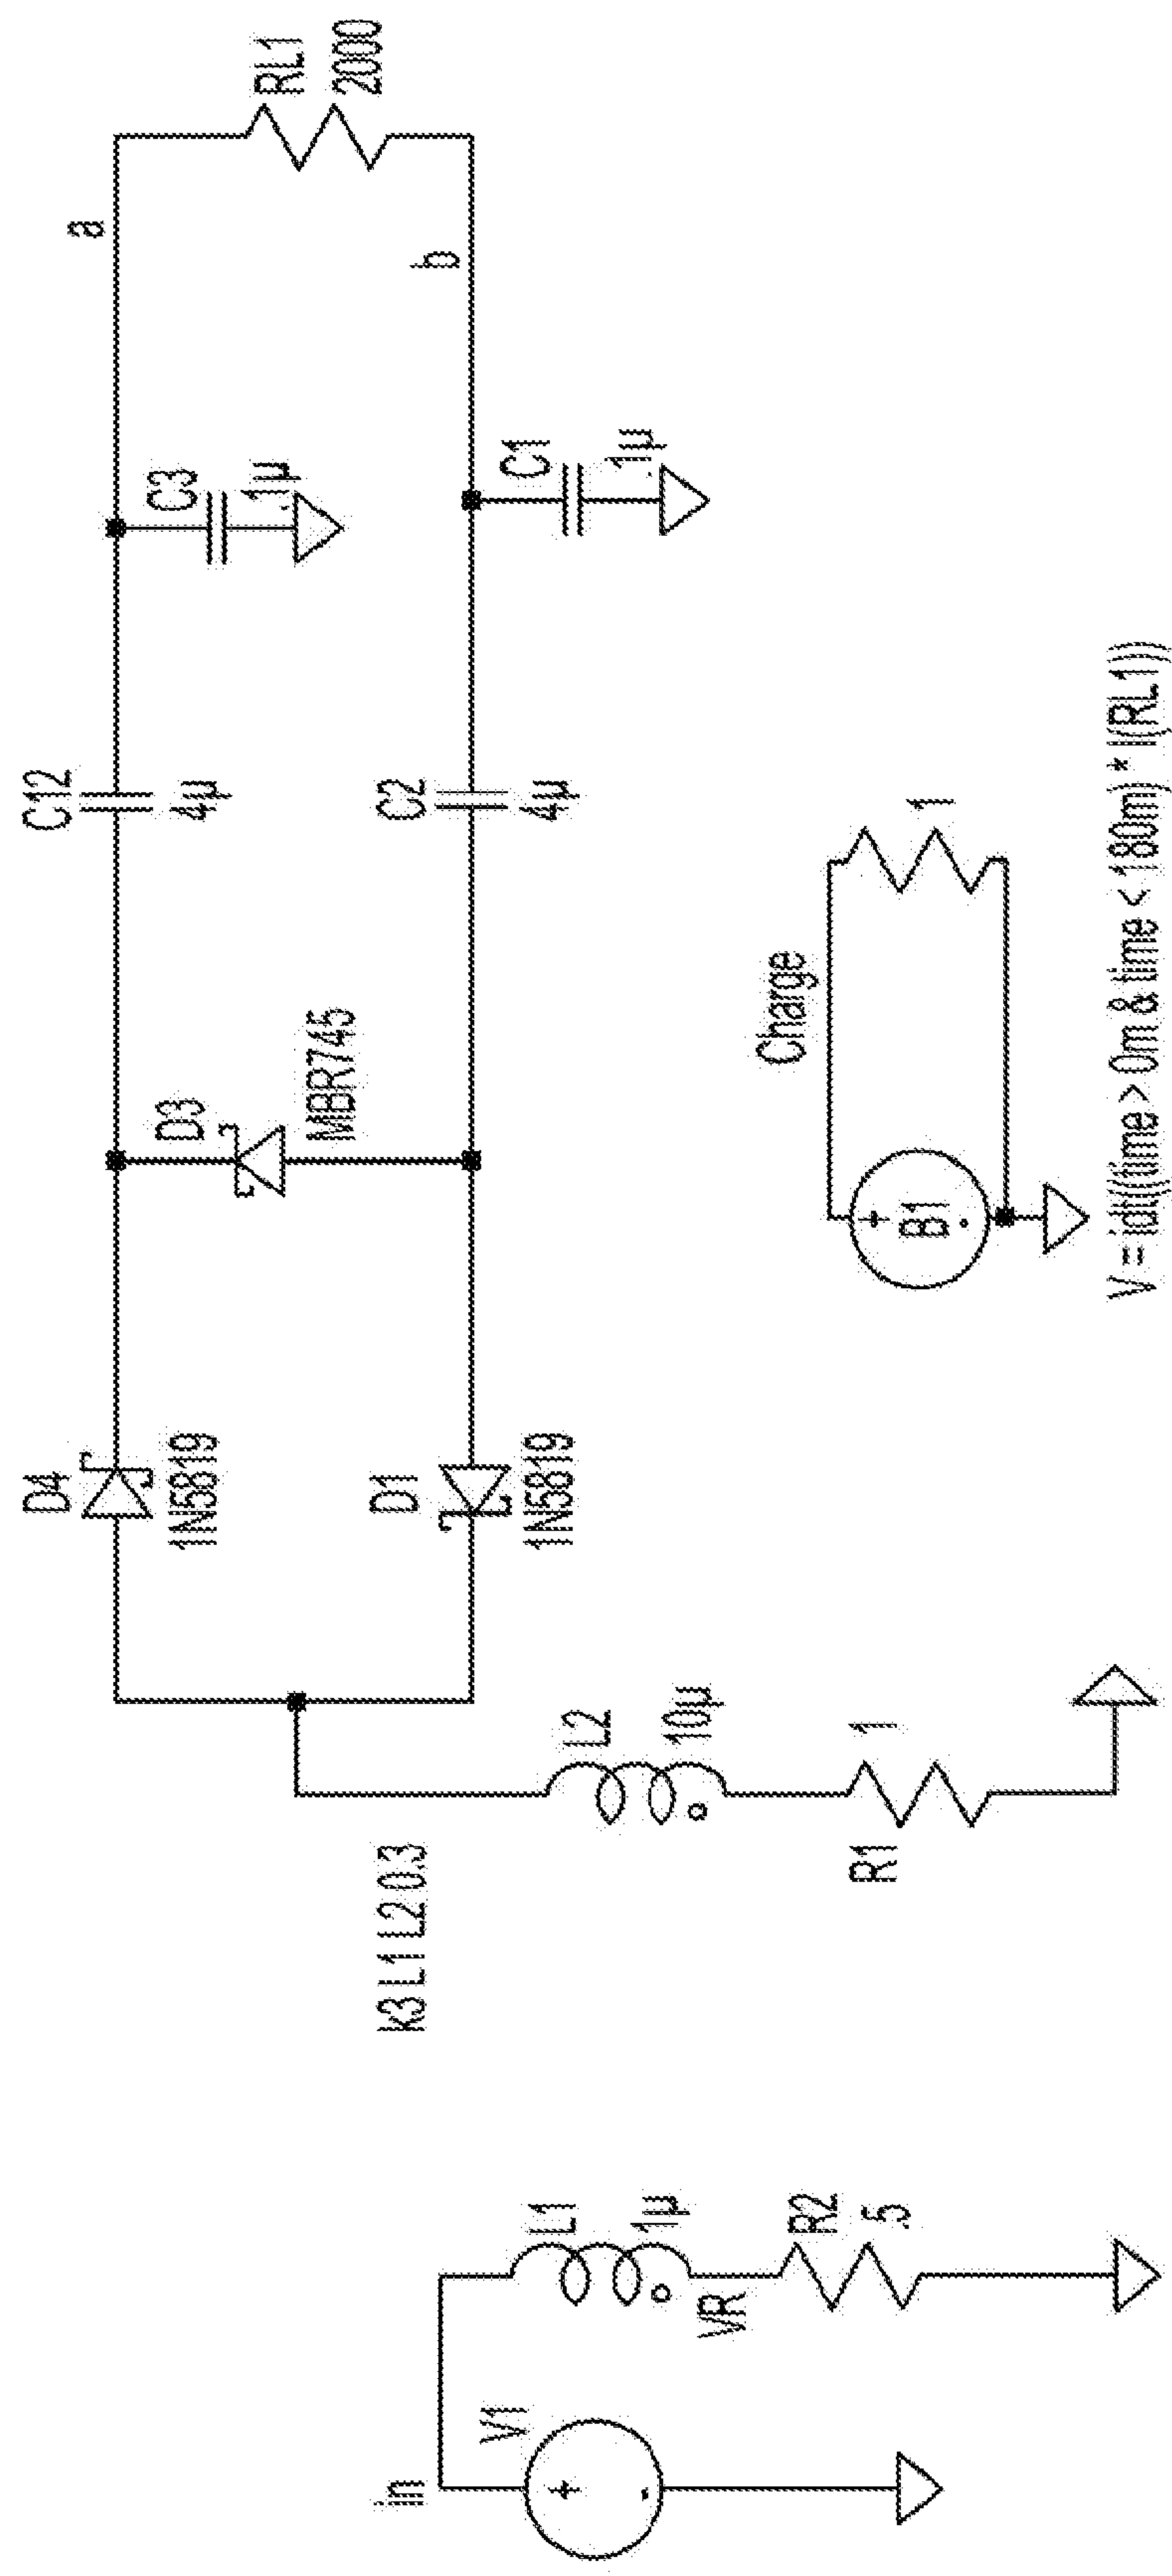 in
V1
+
-
L1
1µ
VR
R2
.5
k3 L1 L2 0.3
L2
10µ
R1
1
D4
1N5819
D1
1N5819
D3
MBR745
C12
4µ
C2
4µ
C3
.1µ
C1
.1µ
a
b
RL1
2000
Charge
+
B1
-
1
V = idt((time > 0m & time < 180m) * I(RL1))